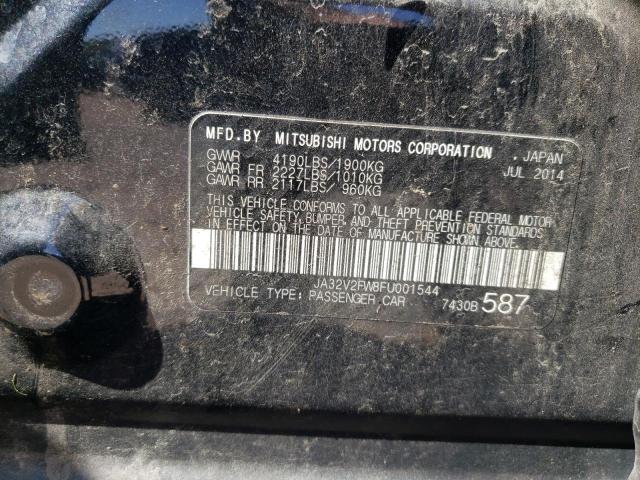 MFD.BY MITSUBISHI MOTORS CORPORATION , JAPAN
GVWR 4190LBS/1900KG JUL 2014
GAWR FR 2227LBS/1010KG
GAWR RR. 2117LBS/ 960KG
THIS VEHICLE CONFORMS TO ALL APPLICABLE FEDERAL MOTOR
VEHICLE SAFETY, BUMPER, AND THEFT PREVENTION STANDARDS
IN EFFECT ON THE DATE OF MANUFACTURE SHOWN ABOVE.
JA32V2FW8FU001544
VEHICLE TYPE: PASSENGER CAR 7430B 587